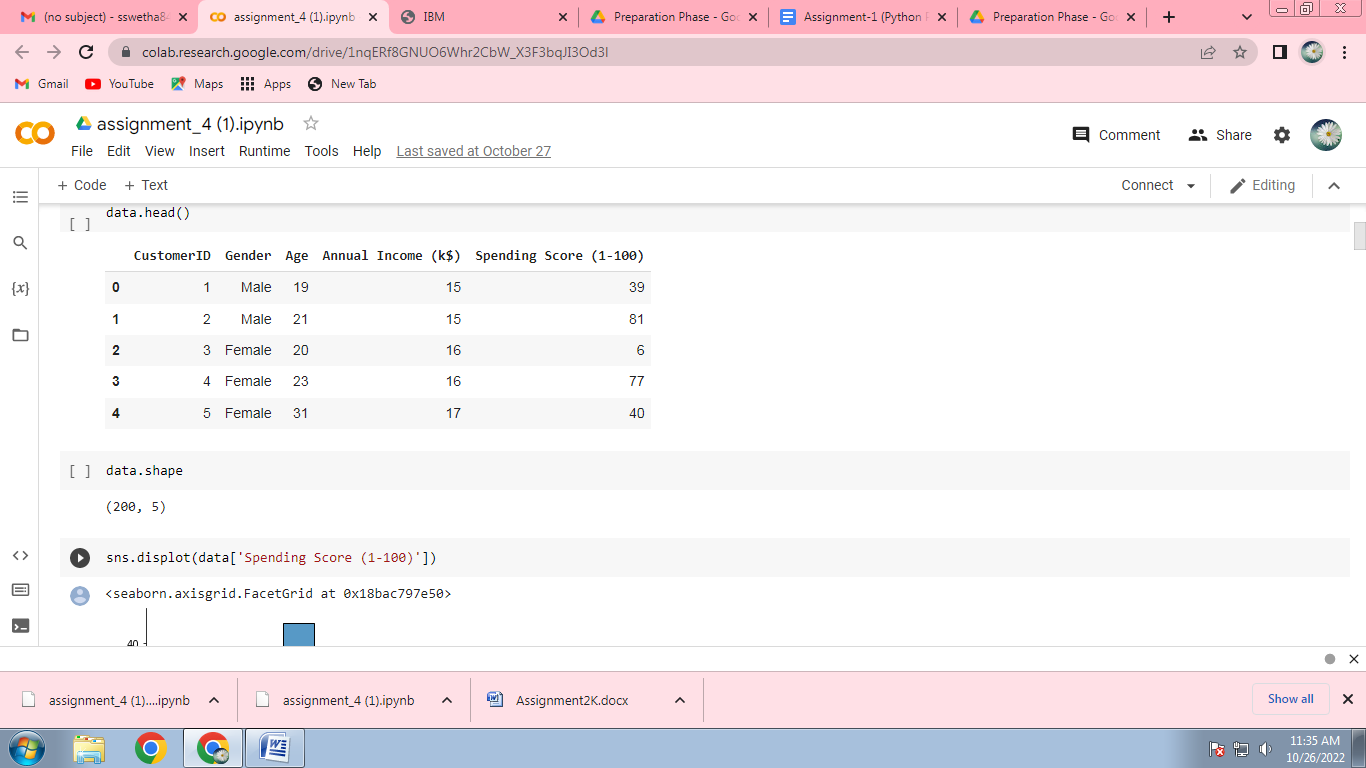 (no subject) - sswetha84 assignment_4 (1).ipynb IBM Preparation Phase - Goo Assignment-1 (Python P Preparation Phase - Goo
colab.research.google.com/drive/1nqERf8GNUO6Whr2CbW_X3F3bqJI3Od3I
Gmail YouTube Maps Apps New Tab
assignment_4 (1).ipynb
Comment Share
File Edit View Insert Runtime Tools Help Last saved at October 27
+ Code + Text Connect Editing
[ ] data.head()
CustomerID Gender Age Annual Income (k$) Spending Score (1-100)
0 1 Male 19 15 39
1 2 Male 21 15 81
2 3 Female 20 16 6
3 4 Female 23 16 77
4 5 Female 31 17 40
[ ] data.shape
(200, 5)
sns.displot(data['Spending Score (1-100)'])
<seaborn.axisgrid.FacetGrid at 0x18bac797e50>
40
assignment_4 (1)....ipynb assignment_4 (1).ipynb Assignment2K.docx Show all
11:35 AM
10/26/2022